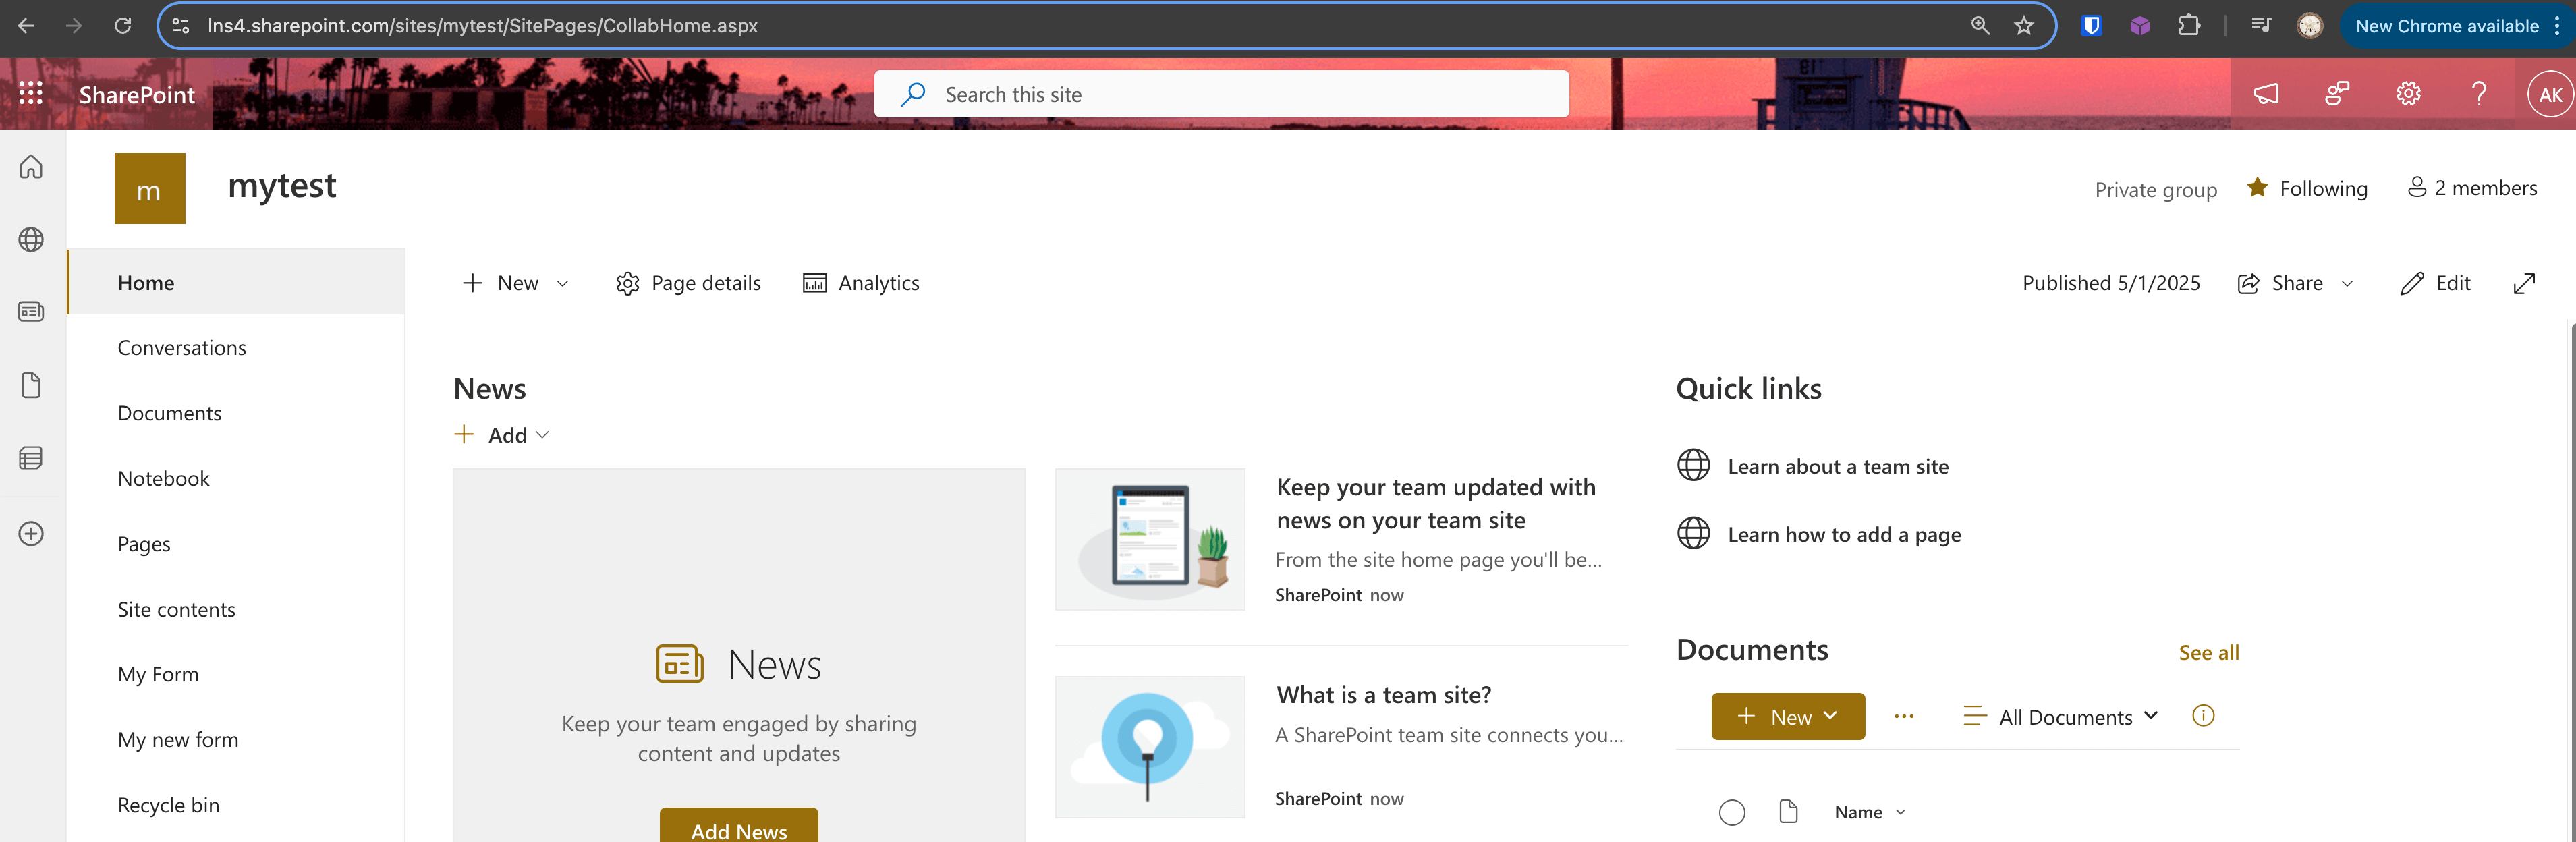 lns4.sharepoint.com/sites/mytest/SitePages/CollabHome.aspx
New Chrome available
SharePoint
Search this site
AK
m
mytest
Private group
Following
2 members
Home
Conversations
Documents
Notebook
Pages
Site contents
My Form
My new form
Recycle bin
New
Page details
Analytics
Published 5/1/2025
Share
Edit
News
Add
News
Keep your team engaged by sharing
content and updates
Add News
Keep your team updated with
news on your team site
From the site home page you'll be...
SharePoint now
What is a team site?
A SharePoint team site connects you...
SharePoint now
Quick links
Learn about a team site
Learn how to add a page
Documents
See all
New
All Documents
Name